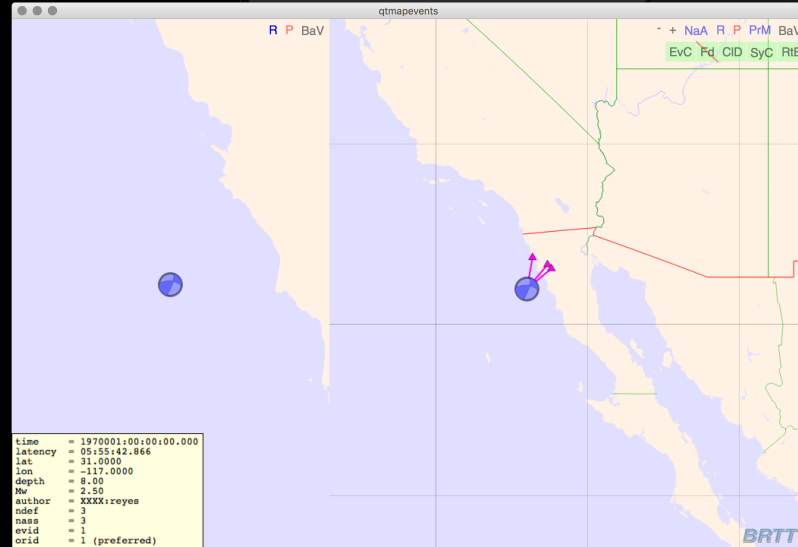 qtmapevents
R P BaV
- + NaA R P PrM BaV
EvC Fd ClD SyC RtE
time = 1970001:00:00:00.000
latency = 05:55:42.866
lat = 31.0000
lon = -117.0000
depth = 8.00
Mw = 2.50
author = XXXX:reyes
ndef = 3
nass = 3
evid = 1
orid = 1 (preferred)
BRTT